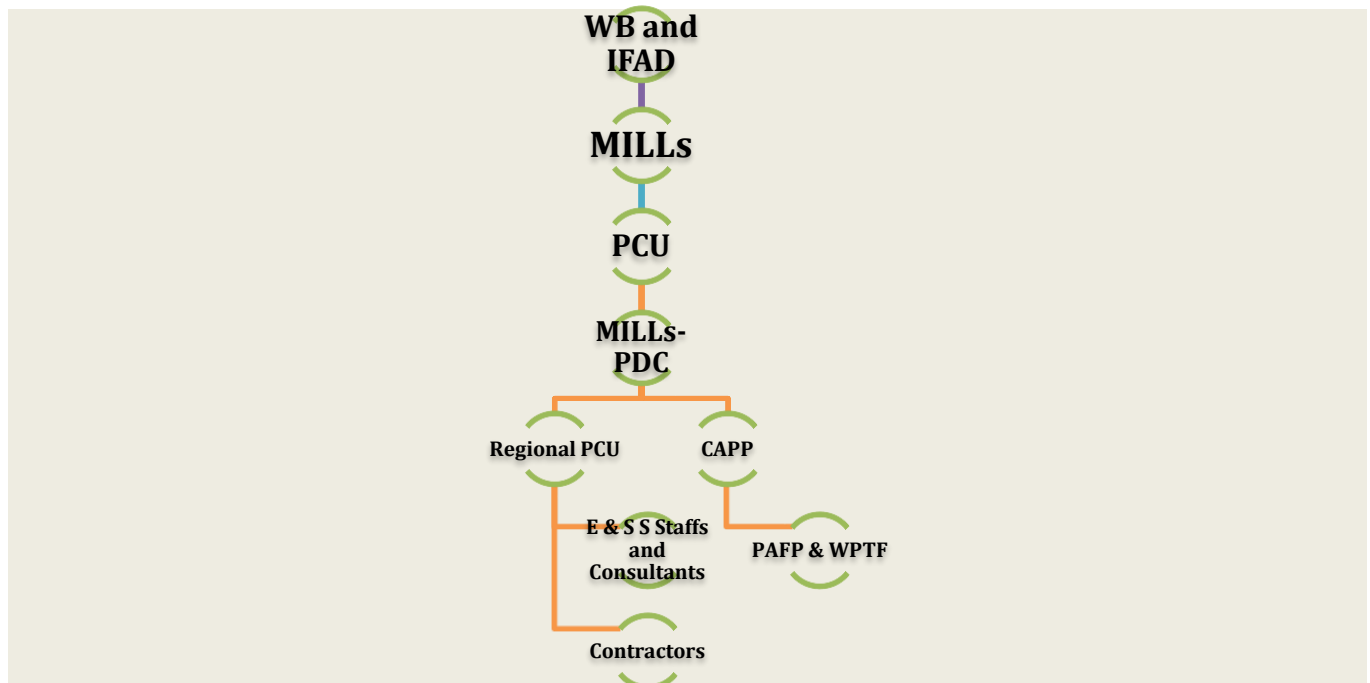 WB and
IFAD
MILLs
PCU
MILLs-
PDC
Regional PCU
CAPP
E & S S Staffs
and
Consultants
PAFP & WPTF
Contractors